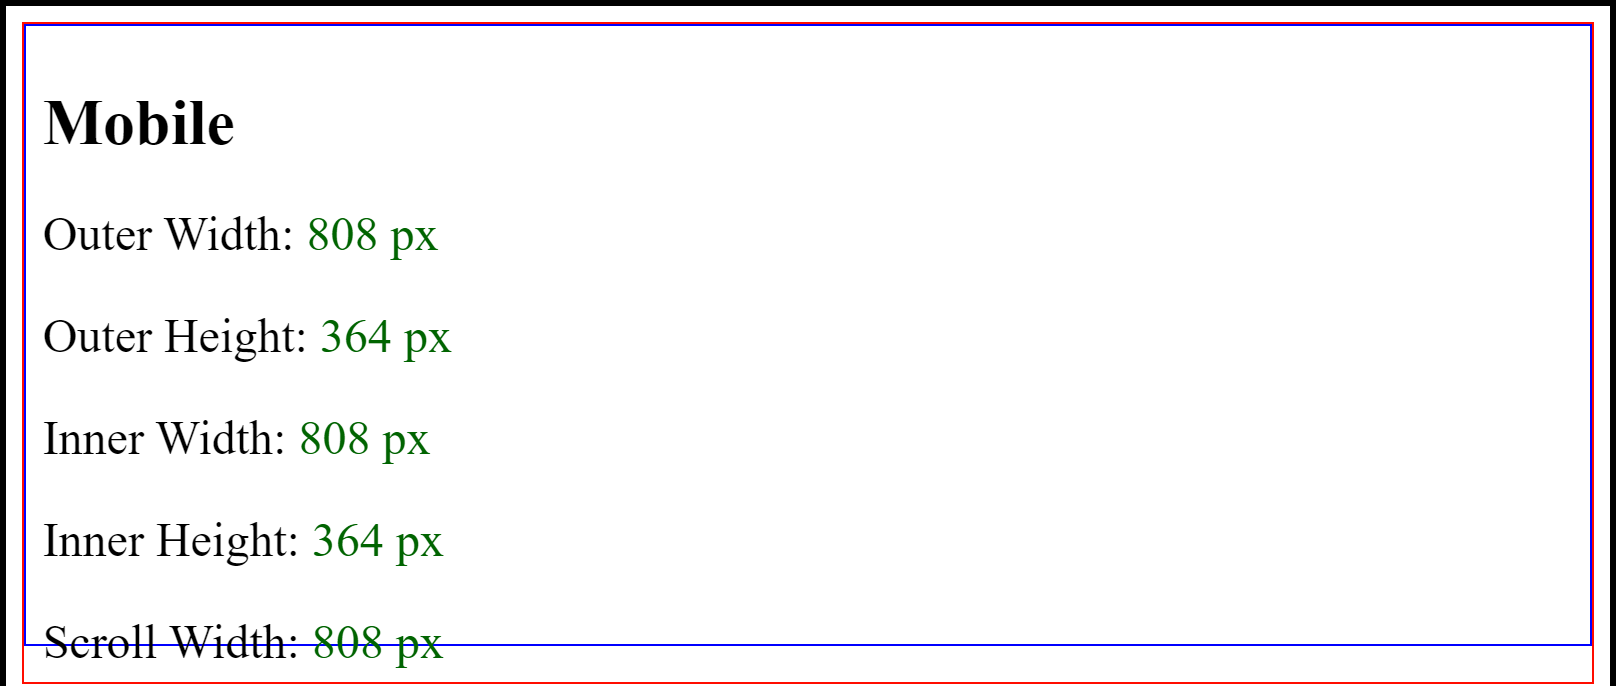 Mobile
Outer Width: 808 px
Outer Height: 364 px
Inner Width: 808 px
Inner Height: 364 px
Scroll Width: 808 px